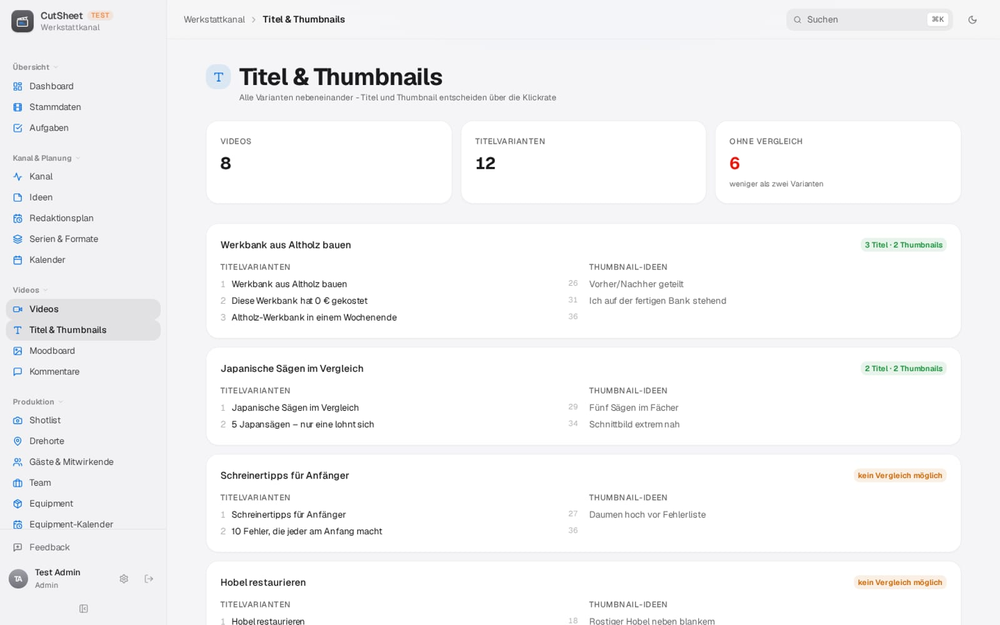 CutSheet TEST
Werkstattkanal
Übersicht
Dashboard
Stammdaten
Aufgaben
Kanal & Planung
Kanal
Ideen
Redaktionsplan
Serien & Formate
Kalender
Videos
Videos
Titel & Thumbnails
Moodboard
Kommentare
Produktion
Shotlist
Drehorte
Gäste & Mitwirkende
Team
Equipment
Equipment-Kalender
Feedback
TA
Test Admin
Admin
Werkstattkanal > Titel & Thumbnails
Suchen ⌘K
T
Titel & Thumbnails
Alle Varianten nebeneinander - Titel und Thumbnail entscheiden über die Klickrate
VIDEOS
8
TITELVARIANTEN
12
OHNE VERGLEICH
6
weniger als zwei Varianten
Werkbank aus Altholz bauen
3 Titel · 2 Thumbnails
TITELVARIANTEN
1 Werkbank aus Altholz bauen 26
2 Diese Werkbank hat 0 € gekostet 31
3 Altholz-Werkbank in einem Wochenende 36
THUMBNAIL-IDEEN
Vorher/Nachher geteilt
Ich auf der fertigen Bank stehend
Japanische Sägen im Vergleich
2 Titel · 2 Thumbnails
TITELVARIANTEN
1 Japanische Sägen im Vergleich 29
2 5 Japansägen – nur eine lohnt sich 34
THUMBNAIL-IDEEN
Fünf Sägen im Fächer
Schnittbild extrem nah
Schreinertipps für Anfänger
kein Vergleich möglich
TITELVARIANTEN
1 Schreinertipps für Anfänger 27
2 10 Fehler, die jeder am Anfang macht 36
THUMBNAIL-IDEEN
Daumen hoch vor Fehlerliste
Hobel restaurieren
kein Vergleich möglich
TITELVARIANTEN
1 Hobel restaurieren 18
THUMBNAIL-IDEEN
Rostiger Hobel neben blankem